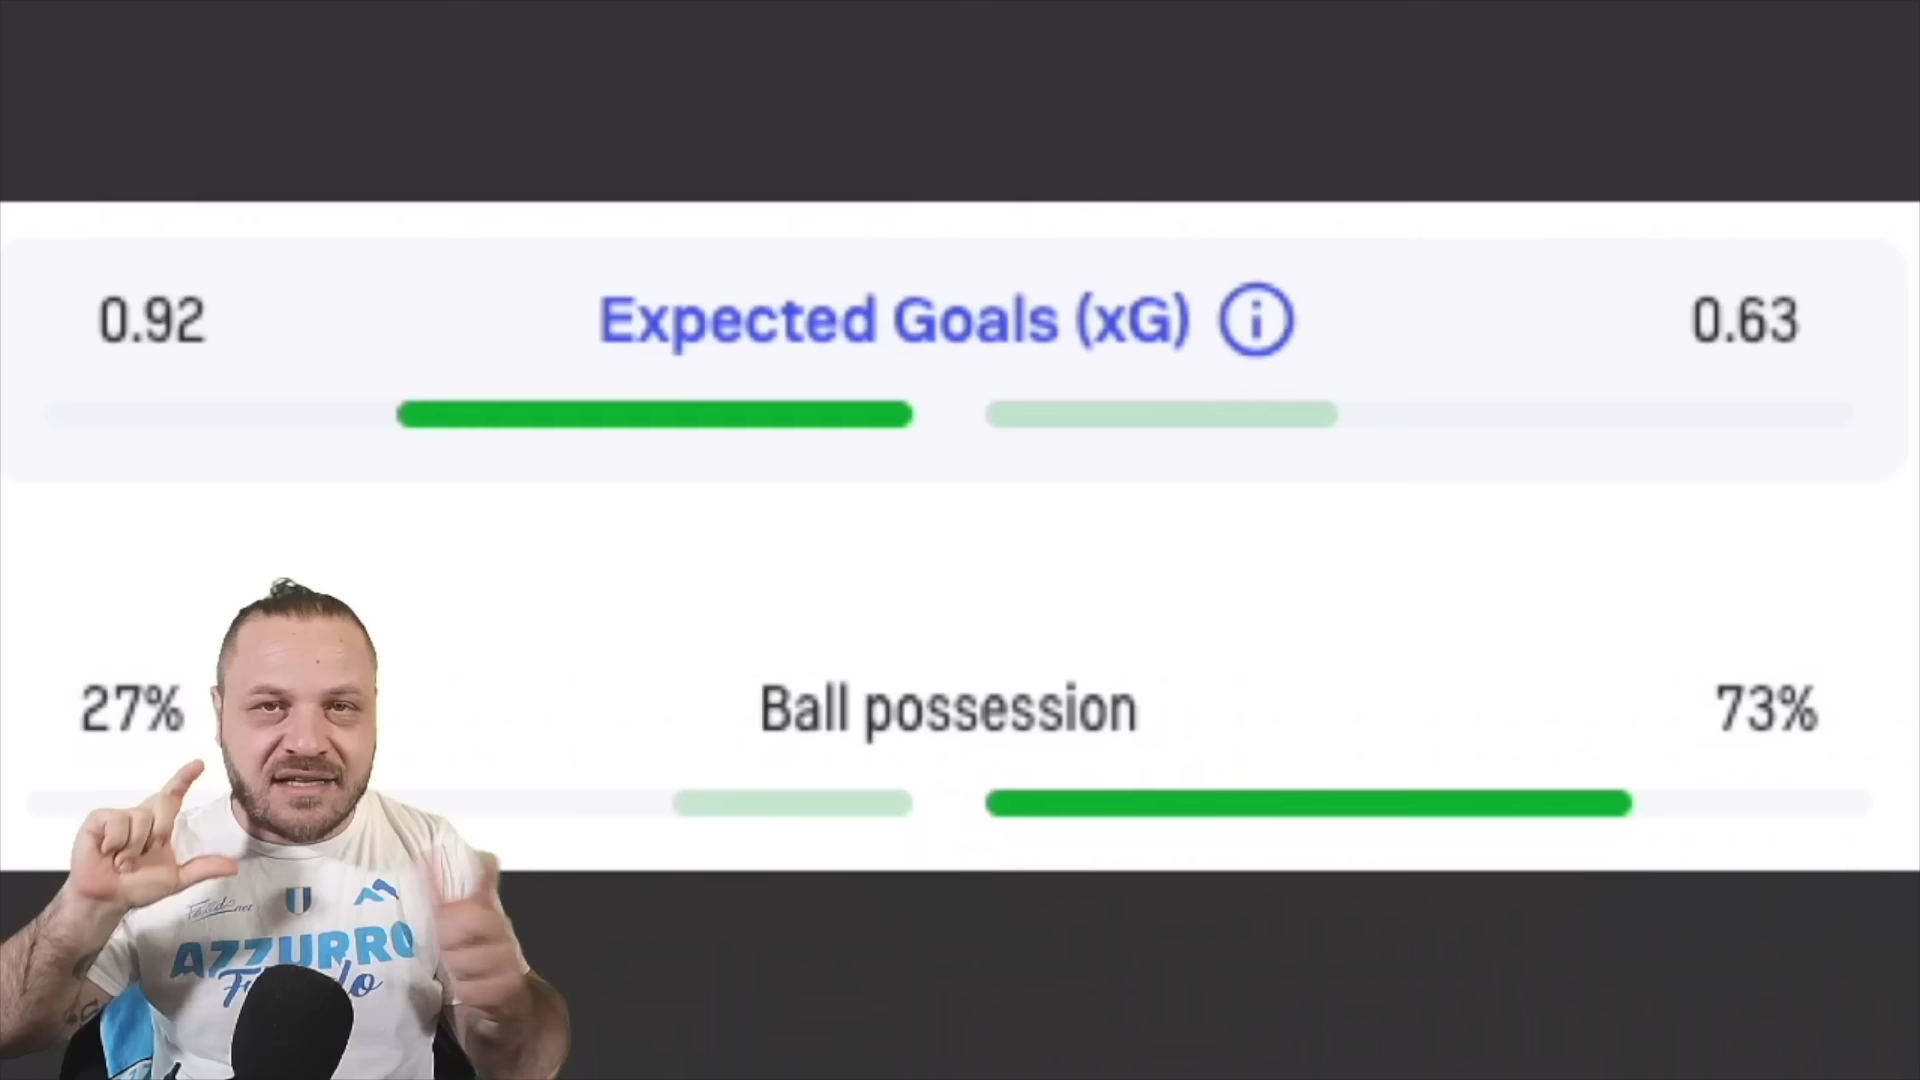 0.92 Expected Goals (xG) i 0.63
27% Ball possession 73%
AZZURRO